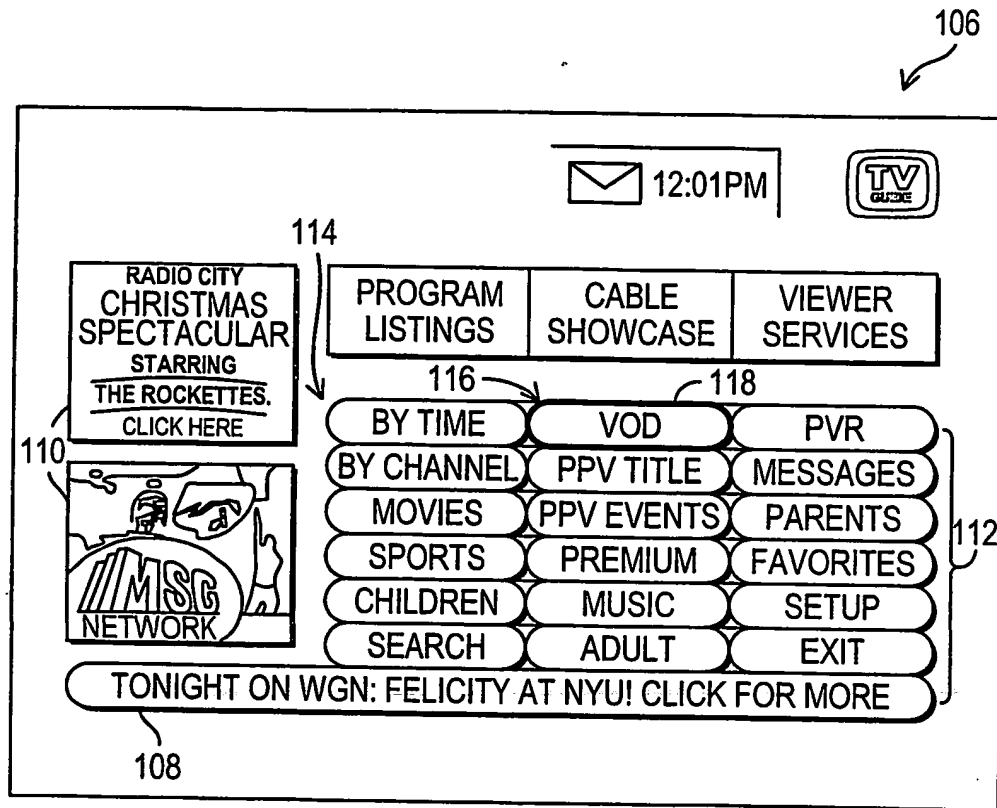 106
12:01PM
TV
GUIDE
114
RADIO CITY
CHRISTMAS
SPECTACULAR
STARRING
THE ROCKETTES.
CLICK HERE
PROGRAM LISTINGS
CABLE SHOWCASE
VIEWER SERVICES
116
118
110
BY TIME VOD PVR
BY CHANNEL PPV TITLE MESSAGES
MOVIES PPV EVENTS PARENTS
112
SPORTS PREMIUM FAVORITES
CHILDREN MUSIC SETUP
SEARCH ADULT EXIT
MSG
NETWORK
TONIGHT ON WGN: FELICITY AT NYU! CLICK FOR MORE
108